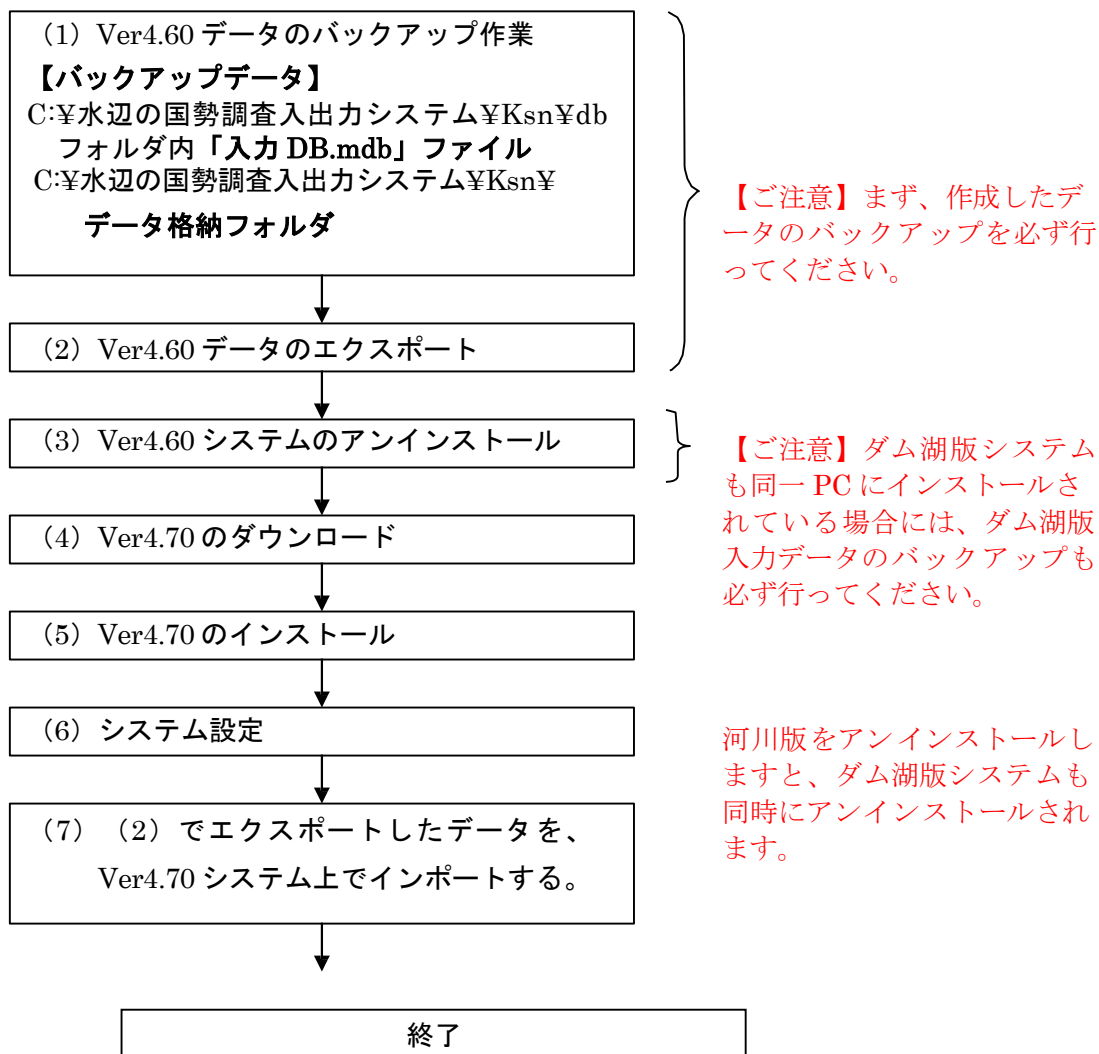 （1）Ver4.60 データのバックアップ作業
【バックアップデータ】
C:¥水辺の国勢調査入出力システム¥Ksn¥db
フォルダ内「入力 DB.mdb」ファイル
C:¥水辺の国勢調査入出力システム¥Ksn¥
データ格納フォルダ
（2）Ver4.60 データのエクスポート
【ご注意】まず、作成したデ
ータのバックアップを必ず行
ってください。
（3）Ver4.60 システムのアンインストール
（4）Ver4.70 のダウンロード
【ご注意】ダム湖版システム
も同一 PC にインストールさ
れている場合には、ダム湖版
入力データのバックアップも
必ず行ってください。
（5）Ver4.70 のインストール
（6）システム設定
（7）（2）でエクスポートしたデータを、
Ver4.70 システム上でインポートする。
河川版をアンインストールし
ますと、ダム湖版システムも
同時にアンインストールされ
ます。
終了